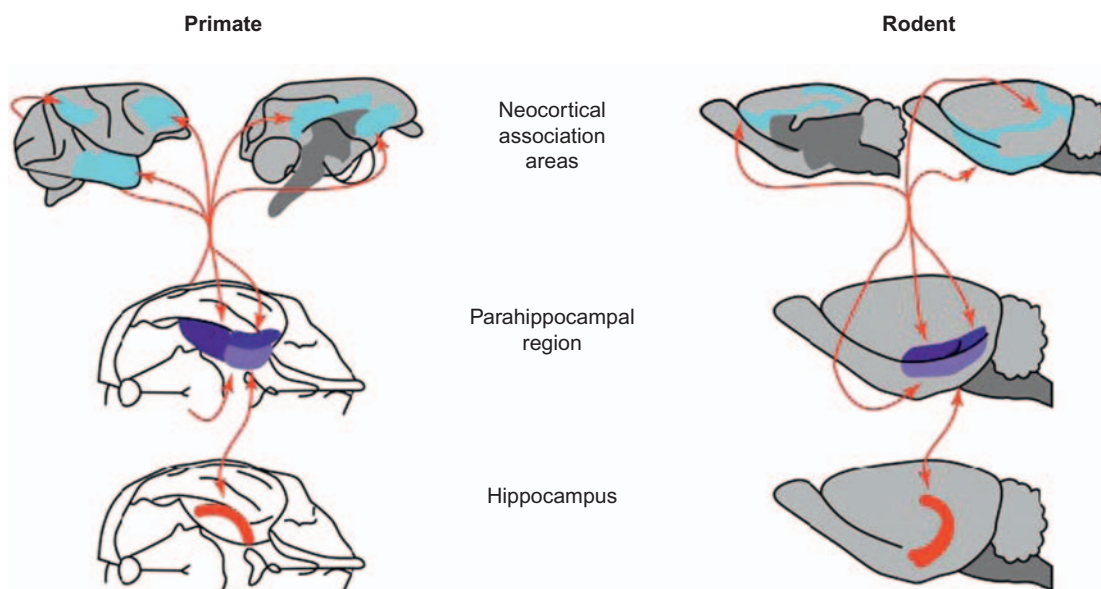 Primate
Rodent
Neocortical
association
areas
Parahippocampal
region
Hippocampus